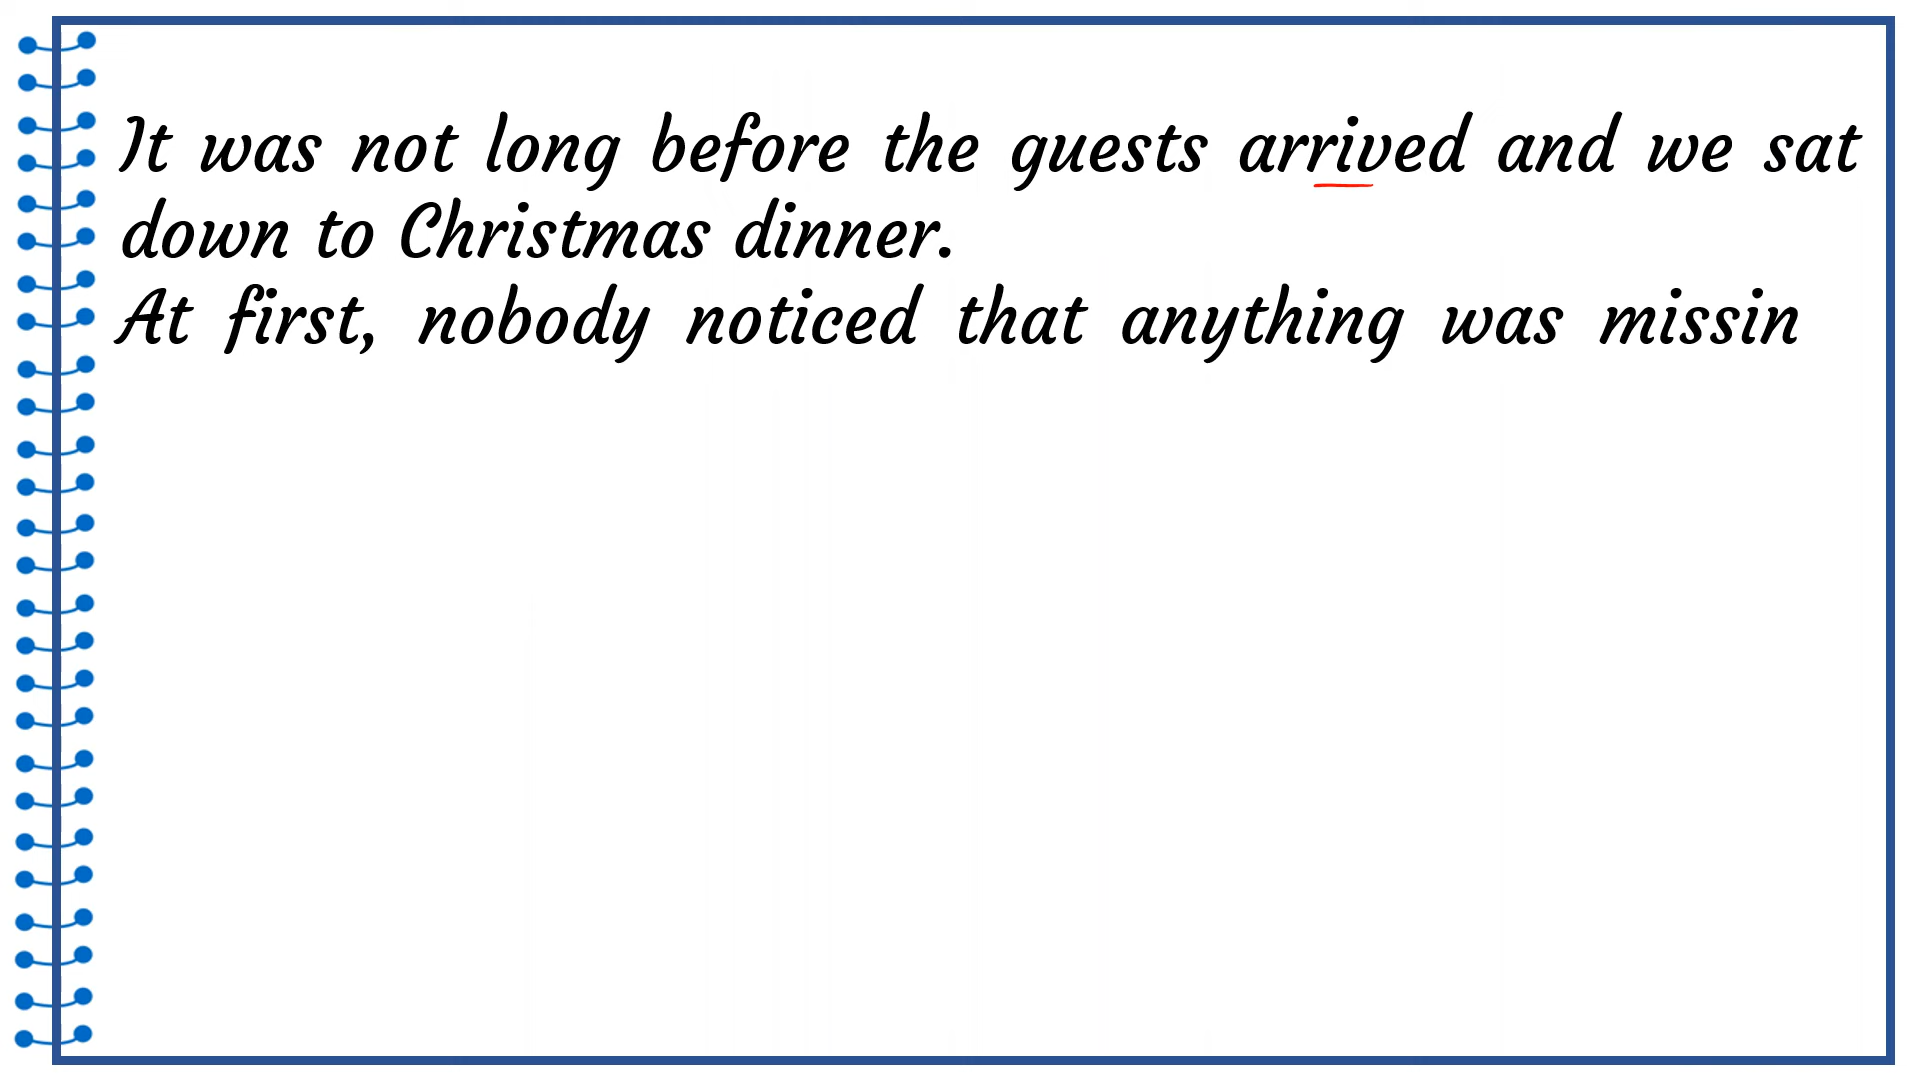 It was not long before the guests arrived and we sat
down to Christmas dinner.
At first, nobody noticed that anything was missin